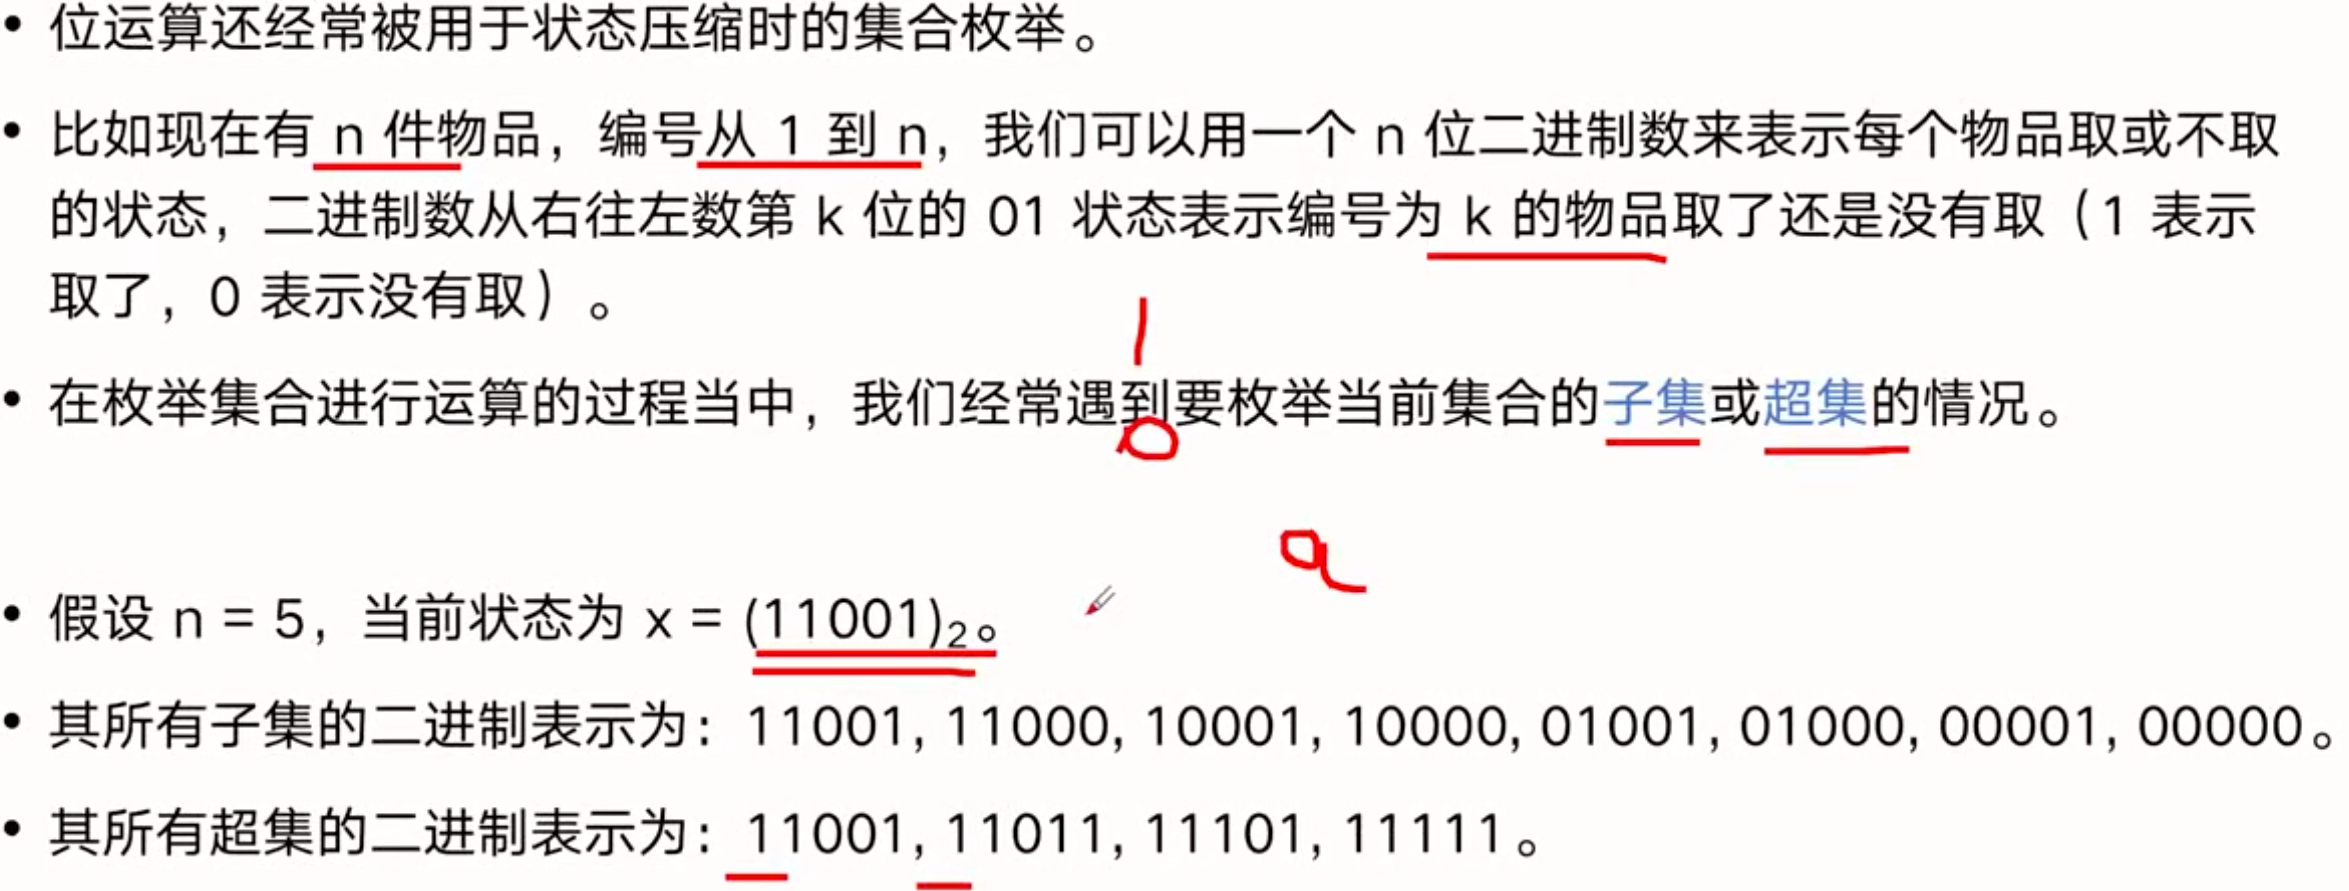 • 位运算还经常被用于状态压缩时的集合枚举。
• 比如现在有 n 件物品，编号从 1 到 n，我们可以用一个 n 位二进制数来表示每个物品取或不取
的状态，二进制数从右往左数第 k 位的 01 状态表示编号为 k 的物品取了还是没有取（1 表示
取了，0 表示没有取）。
1
• 在枚举集合进行运算的过程当中，我们经常遇到要枚举当前集合的子集或超集的情况。
0
• 假设 n = 5，当前状态为 x = (11001)₂。
• 其所有子集的二进制表示为：11001, 11000, 10001, 10000, 01001, 01000, 00001, 00000。
• 其所有超集的二进制表示为：11001, 11011, 11101, 11111。